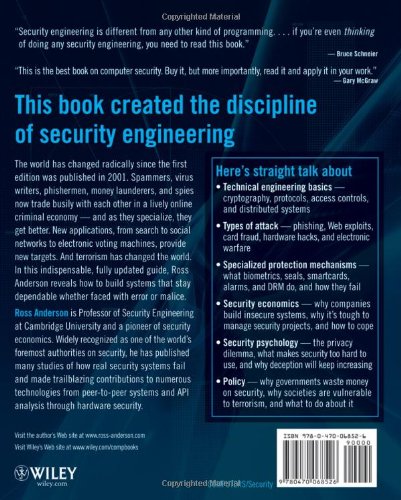 Copyrighted Material
"Security engineering is different from any other kind of programming. . . . if you're even thinking
of doing any security engineering, you need to read this book."
— Bruce Schneier
"This is the best book on computer security. Buy it, but more importantly, read it and apply it in your work."
— Gary McGraw
This book created the discipline
of security engineering
The world has changed radically since the first
edition was published in 2001. Spammers, virus
writers, phishermen, money launderers, and spies
now trade busily with each other in a lively online
criminal economy — and as they specialize, they
get better. New applications, from search to social
networks to electronic voting machines, provide
new targets. And terrorism has changed the world.
In this indispensable, fully updated guide, Ross
Anderson reveals how to build systems that stay
dependable whether faced with error or malice.
Ross Anderson is Professor of Security Engineering
at Cambridge University and a pioneer of security
economics. Widely recognized as one of the world's
foremost authorities on security, he has published
many studies of how real security systems fail
and made trailblazing contributions to numerous
technologies from peer-to-peer systems and API
analysis through hardware security.
Here's straight talk about
• Technical engineering basics —
cryptography, protocols, access controls,
and distributed systems
• Types of attack — phishing, Web exploits,
card fraud, hardware hacks, and electronic
warfare
• Specialized protection mechanisms —
what biometrics, seals, smartcards,
alarms, and DRM do, and how they fail
• Security economics — why companies
build insecure systems, why it's tough to
manage security projects, and how to cope
• Security psychology — the privacy
dilemma, what makes security too hard to
use, and why deception will keep increasing
• Policy — why governments waste money
on security, why societies are vulnerable
to terrorism, and what to do about it
Visit the author's Web site at www.ross-anderson.com
Visit Wiley's Web site at www.wiley.com/compbooks
WILEY
wiley.com
/Security
ISBN 978-0-470-06852-6
90000
9 780470 068526
Copyrighted Material